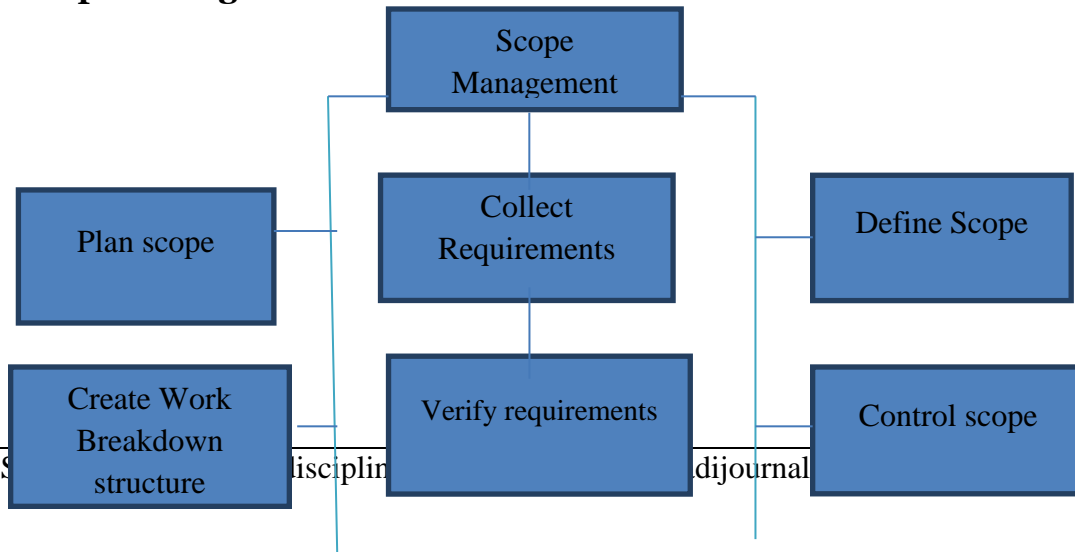 Scope
Management
Plan scope
Collect
Requirements
Define Scope
Create Work
Breakdown
structure
Verify requirements
Control scope